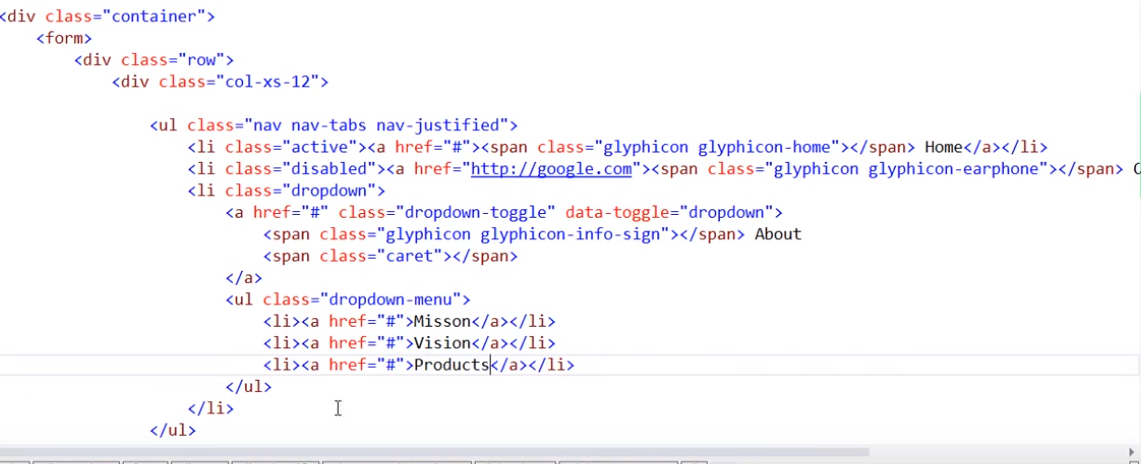 <div class="container">
<form>
<div class="row">
<div class="col-xs-12">
<ul class="nav nav-tabs nav-justified">
<li class="active"><a href="#"><span class="glyphicon glyphicon-home"></span> Home</a></li>
<li class="disabled"><a href="http://google.com"><span class="glyphicon glyphicon-earphone"></span>
<li class="dropdown">
<a href="#" class="dropdown-toggle" data-toggle="dropdown">
<span class="glyphicon glyphicon-info-sign"></span> About
<span class="caret"></span>
</a>
<ul class="dropdown-menu">
<li><a href="#">Misson</a></li>
<li><a href="#">Vision</a></li>
<li><a href="#">Products</a></li>
</ul>
</li>
</ul>